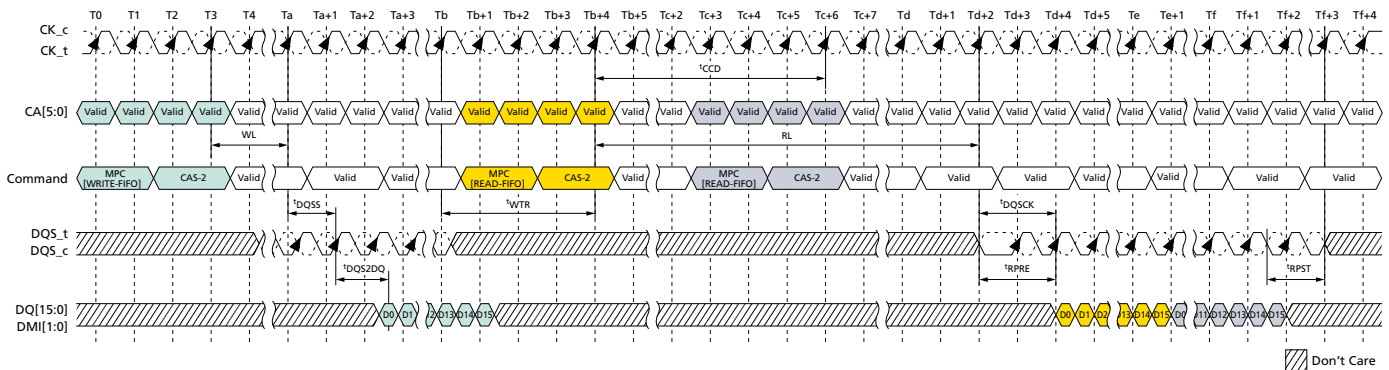 T0 T1 T2 T3 T4 Ta Ta+1 Ta+2 Ta+3 Tb Tb+1 Tb+2 Tb+3 Tb+4 Tb+5 Tc+2 Tc+3 Tc+4 Tc+5 Tc+6 Tc+7 Td Td+1 Td+2 Td+3 Td+4 Td+5 Te Te+1 Tf Tf+1 Tf+2 Tf+3 Tf+4
CK_c
CK_t
tCCD
CA[5:0] Valid Valid Valid Valid Valid Valid Valid Valid Valid Valid Valid Valid Valid Valid Valid Valid Valid Valid Valid Valid Valid Valid Valid Valid Valid Valid Valid Valid Valid Valid Valid Valid Valid Valid
WL RL
Command MPC [WRITE-FIFO] CAS-2 Valid Valid Valid MPC [READ-FIFO] CAS-2 Valid MPC [READ-FIFO] CAS-2 Valid Valid Valid Valid Valid Valid Valid Valid
tDQSS tWTR tDQSCK
DQS_t
DQS_c
tDQS2DQ tRPRE tRPST
DQ[15:0] D0 D1 D13 D14 D15 D0 D1 D2 D13 D14 D15 D0 D11 D12 D13 D14 D15
DMI[1:0]
Don't Care